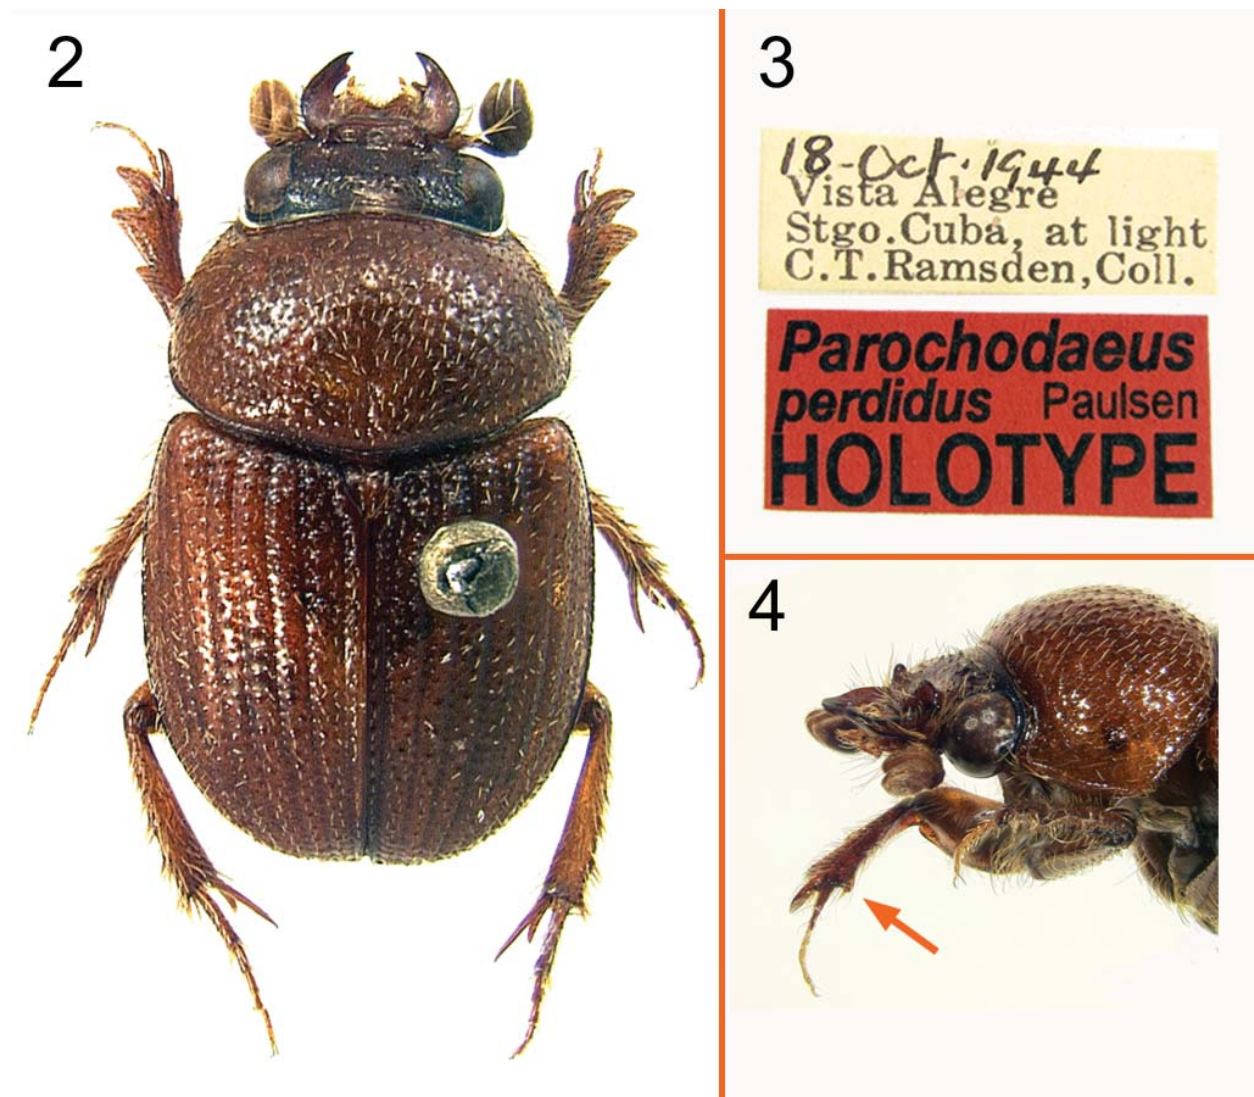 2
3
18-Oct.1944
Vista Alegre
Stgo.Cuba, at light
C.T.Ramsden,Coll.
Parochodaeus
perdidus Paulsen
HOLOTYPE
4